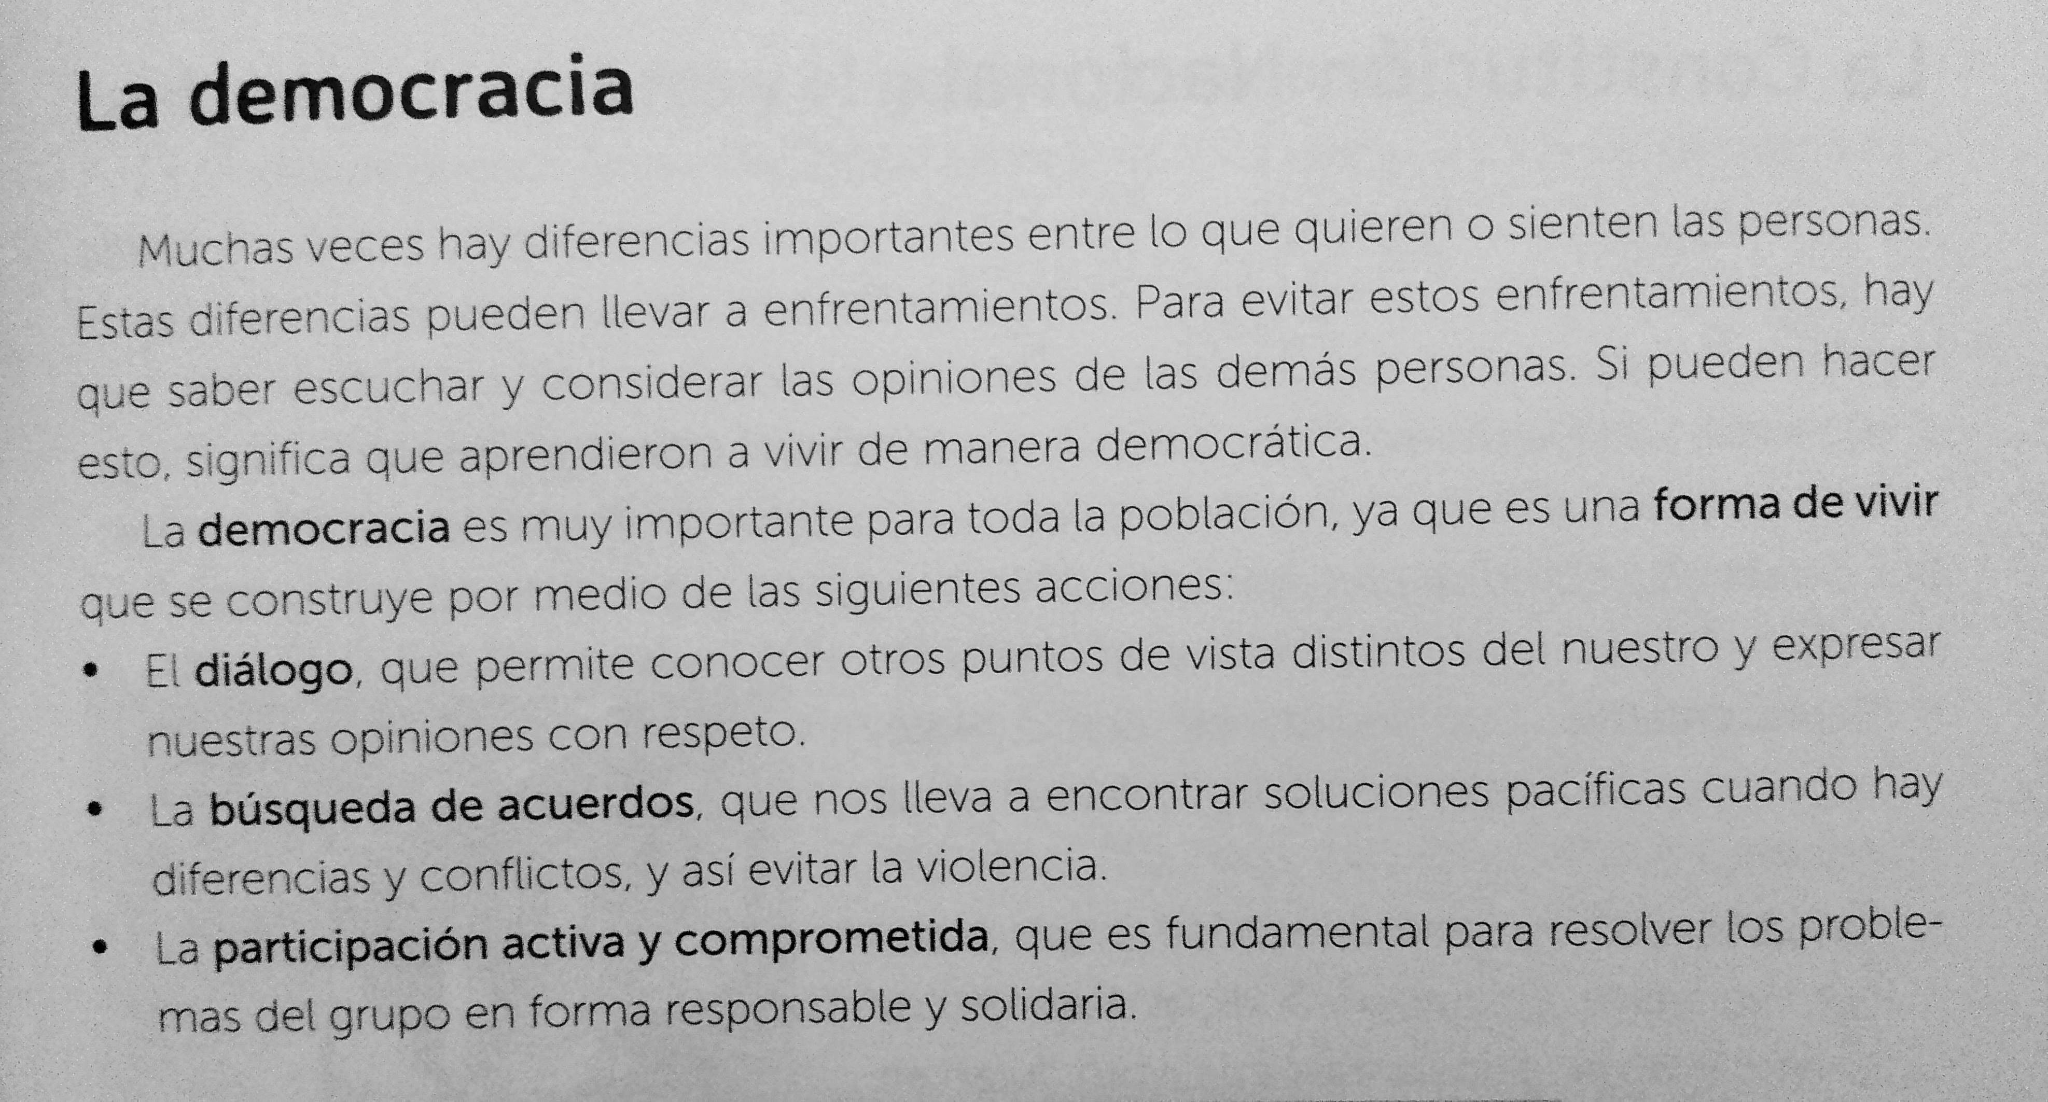 La democracia
Muchas veces hay diferencias importantes entre lo que quieren o sienten las personas.
Estas diferencias pueden llevar a enfrentamientos. Para evitar estos enfrentamientos, hay
que saber escuchar y considerar las opiniones de las demás personas. Si pueden hacer
esto, significa que aprendieron a vivir de manera democrática.
La democracia es muy importante para toda la población, ya que es una forma de vivir
que se construye por medio de las siguientes acciones:
• El diálogo, que permite conocer otros puntos de vista distintos del nuestro y expresar
nuestras opiniones con respeto.
• La búsqueda de acuerdos, que nos lleva a encontrar soluciones pacíficas cuando hay
diferencias y conflictos, y así evitar la violencia.
• La participación activa y comprometida, que es fundamental para resolver los proble-
mas del grupo en forma responsable y solidaria.